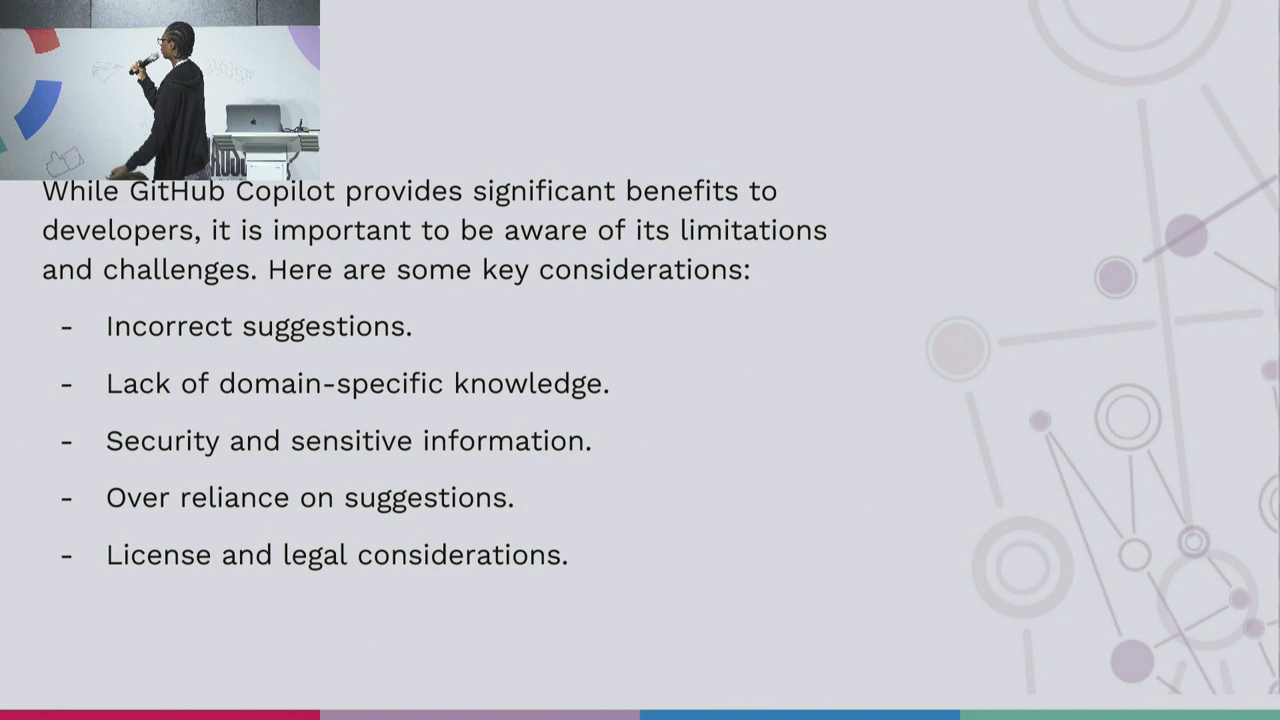 While GitHub Copilot provides significant benefits to
developers, it is important to be aware of its limitations
and challenges. Here are some key considerations:
- Incorrect suggestions.
- Lack of domain-specific knowledge.
- Security and sensitive information.
- Over reliance on suggestions.
- License and legal considerations.